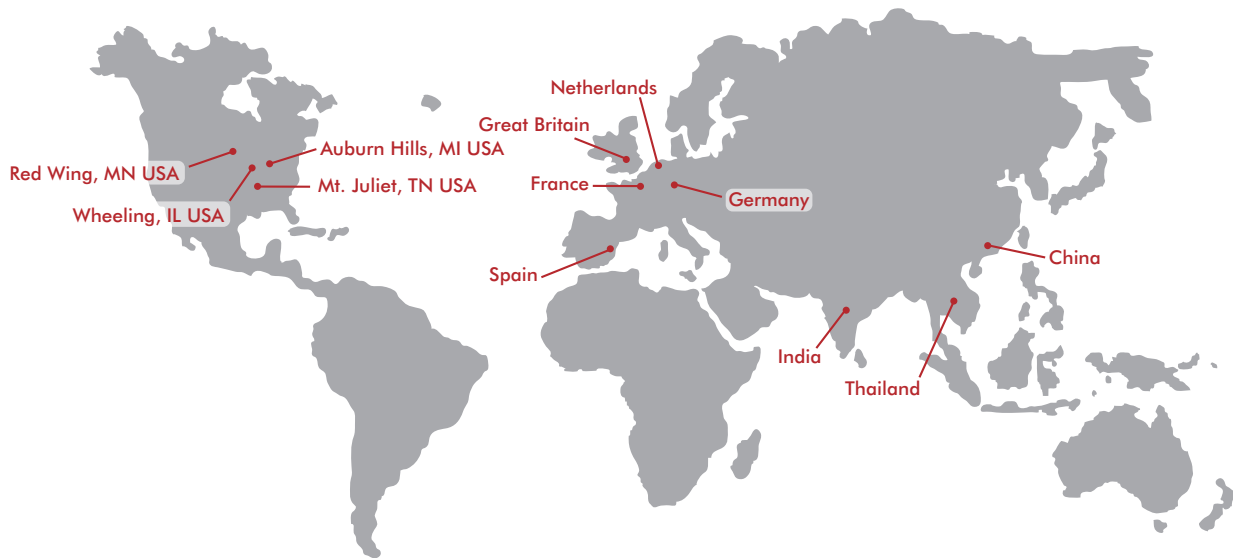 Netherlands
Great Britain
Auburn Hills, MI USA
Red Wing, MN USA
Mt. Juliet, TN USA
France
Germany
Wheeling, IL USA
China
Spain
India
Thailand